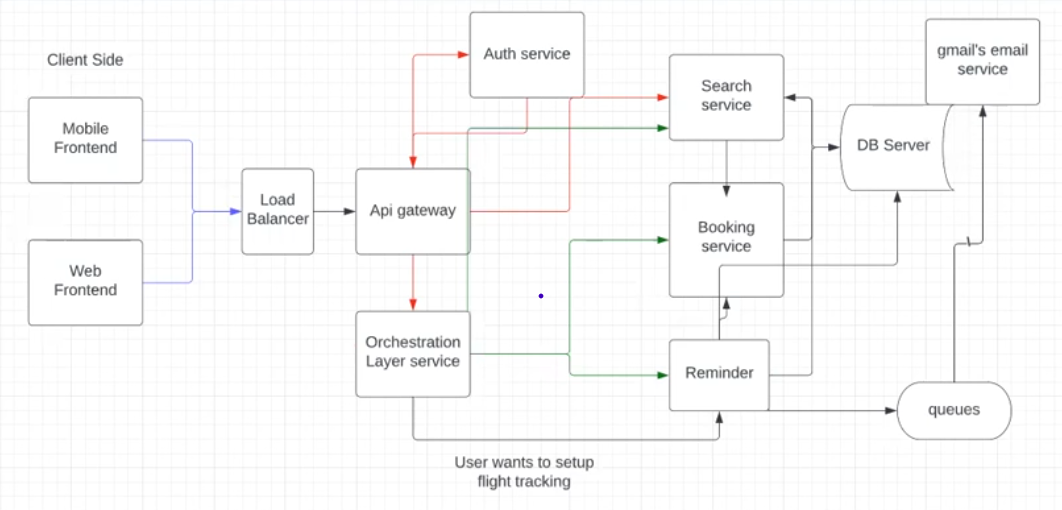 Client Side
Mobile
Frontend
Web
Frontend
Load
Balancer
Api gateway
Auth service
Orchestration
Layer service
Search
service
Booking
service
Reminder
DB Server
gmail's email
service
queues
User wants to setup
flight tracking